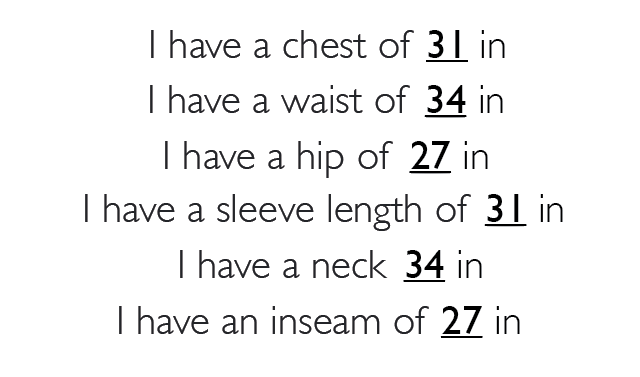 I have a chest of 31 in
I have a waist of 34 in
I have a hip of 27 in
I have a sleeve length of 31 in
I have a neck 34 in
I have an inseam of 27 in